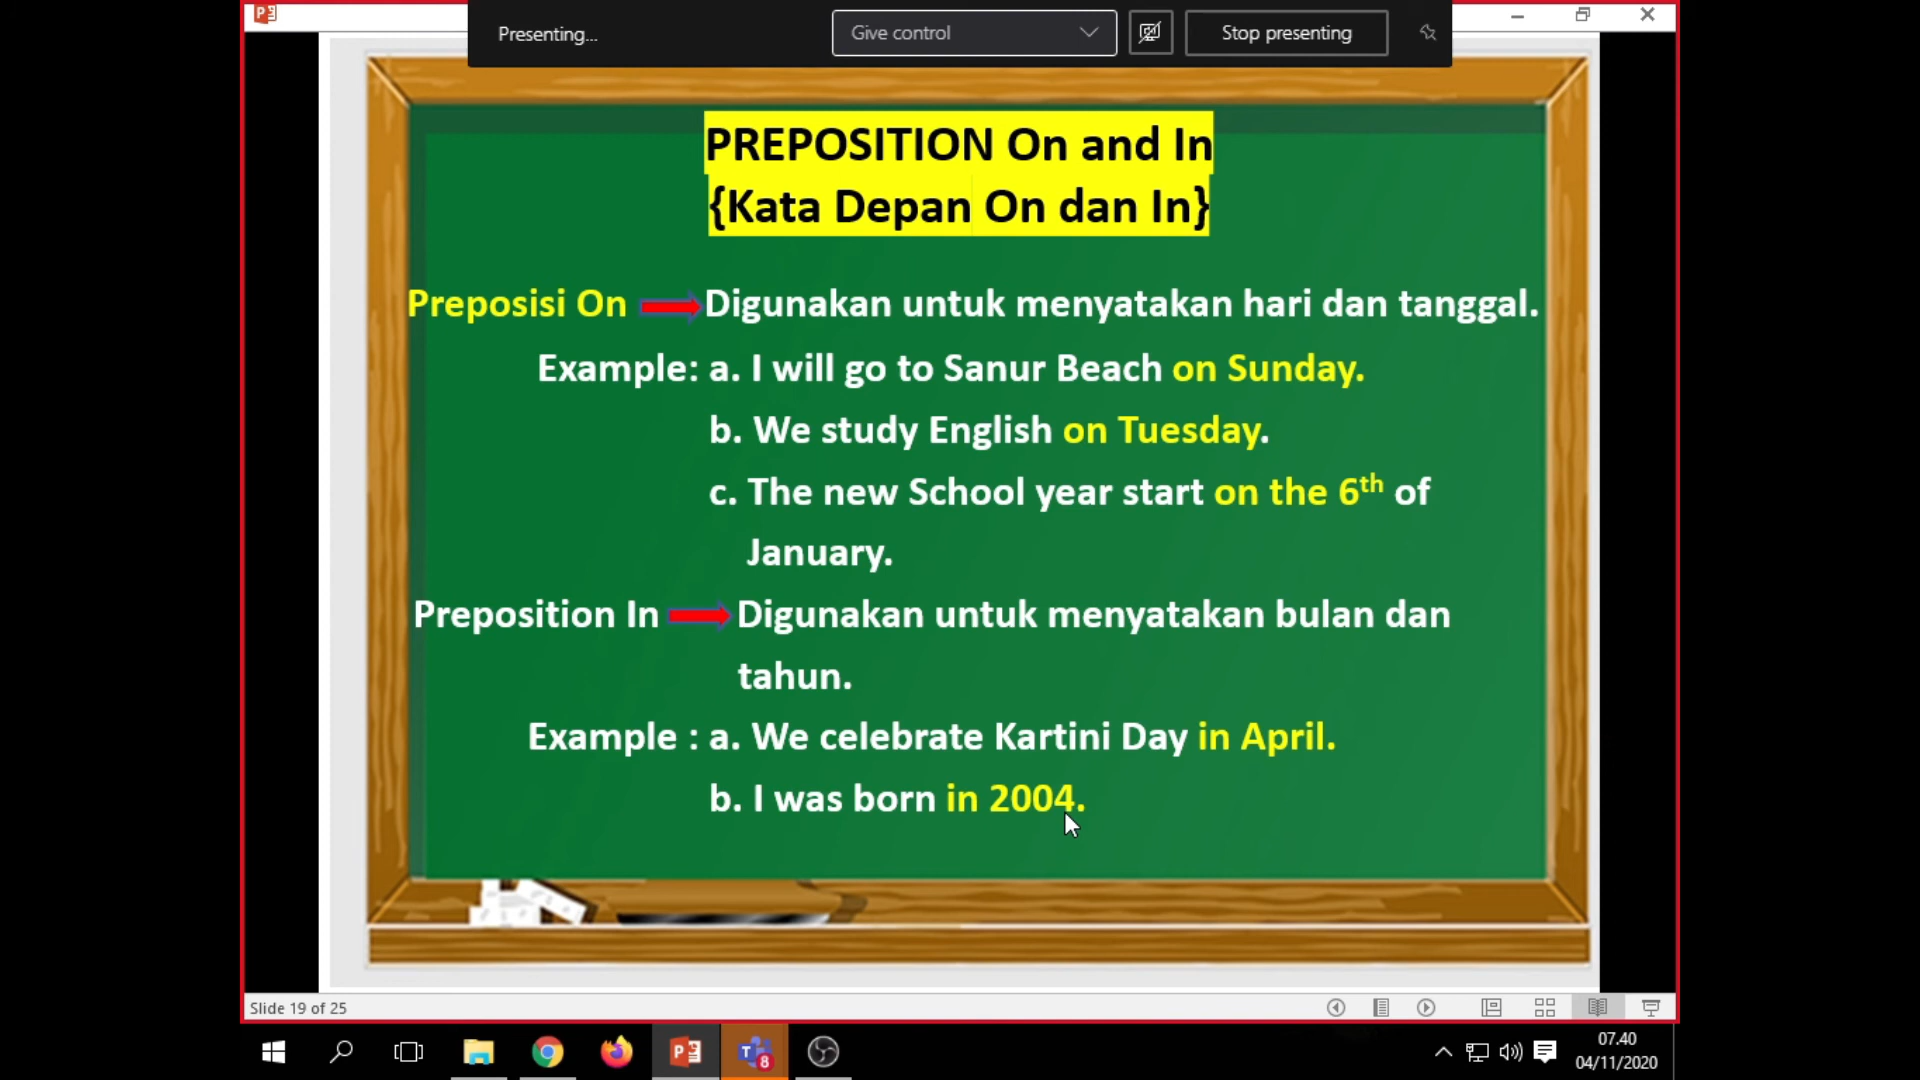 Presenting...
Give control
Stop presenting
PREPOSITION On and In
{Kata Depan On dan In}
Preposisi On Digunakan untuk menyatakan hari dan tanggal.
Example: a. I will go to Sanur Beach on Sunday.
b. We study English on Tuesday.
c. The new School year start on the 6th of
January.
Preposition In Digunakan untuk menyatakan bulan dan
tahun.
Example : a. We celebrate Kartini Day in April.
b. I was born in 2004.
Slide 19 of 25
8
07.40
04/11/2020